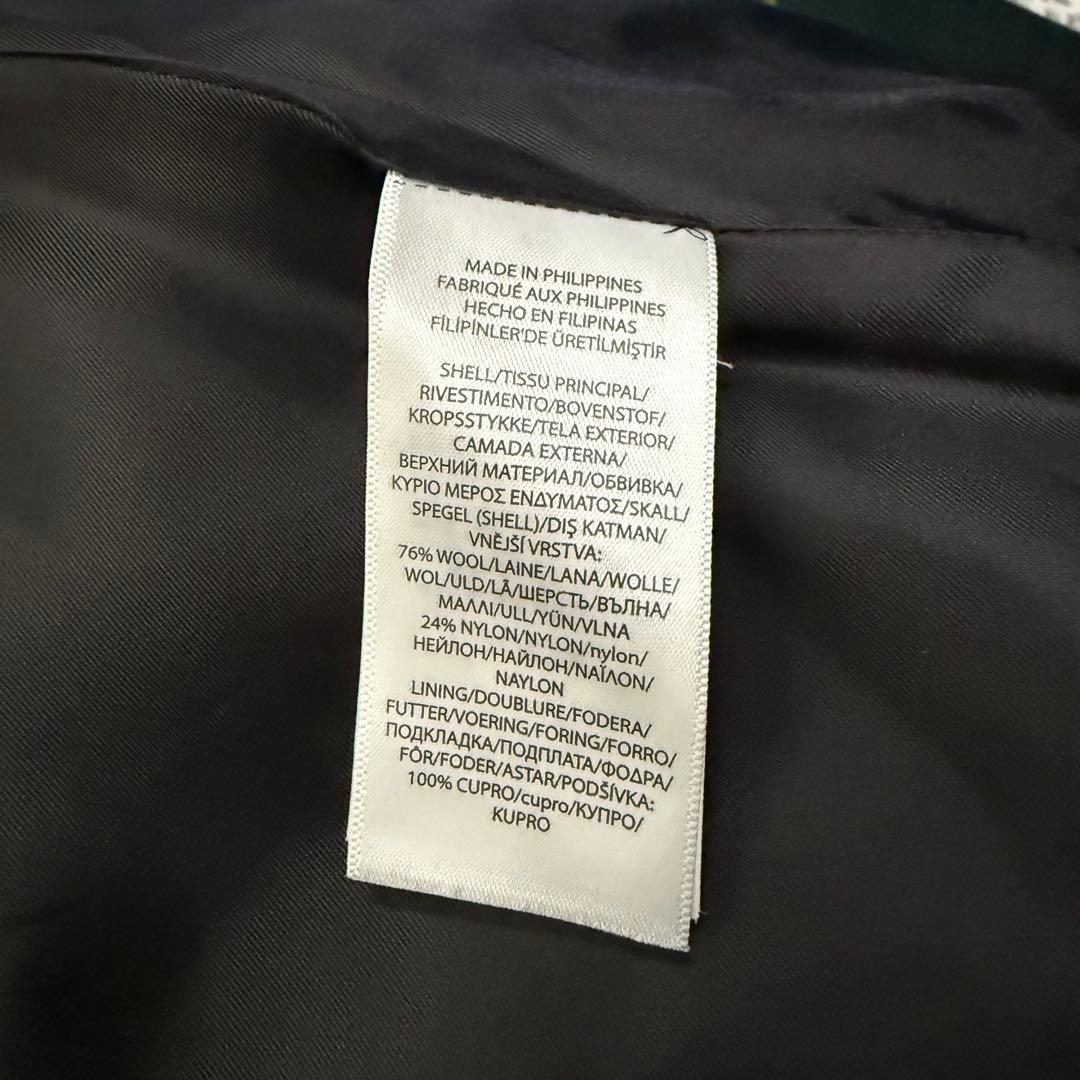 MADE IN PHILIPPINES
FABRIQUÉ AUX PHILIPPINES
HECHO EN FILIPINAS
FİLİPİNLER'DE ÜRETİLMİŞTİR
SHELL/TISSU PRINCIPAL/
RIVESTIMENTO/BOVENSTOF/
KROPSSTYKKE/TELA EXTERIOR/
CAMADA EXTERNA/
ВЕРХНИЙ МАТЕРИАЛ/ОБВИВКА/
ΚΥΡΙΟ ΜΕΡΟΣ ΕΝΔΥΜΑΤΟΣ/SKALL/
SPEGEL (SHELL)/DIŞ KATMAN/
VNĚJŠÍ VRSTVA:
76% WOOL/LAINE/LANA/WOLLE/
WOL/ULD/LÃ/ШЕРСТЬ/ВЪЛНА/
ΜΑΛΛΙ/ULL/YÜN/VLNA
24% NYLON/NYLON/nylon/
НЕЙЛОН/НАЙЛОН/ΝΑΪΛΟΝ/
NAYLON
LINING/DOUBLURE/FODERA/
FUTTER/VOERING/FORING/FORRO/
ПОДКЛАДКА/ПОДПЛАТА/ΦΟΔΡΑ/
FÔR/FODER/ASTAR/PODŠÍVKA:
100% CUPRO/cupro/КУПРО/
KUPRO